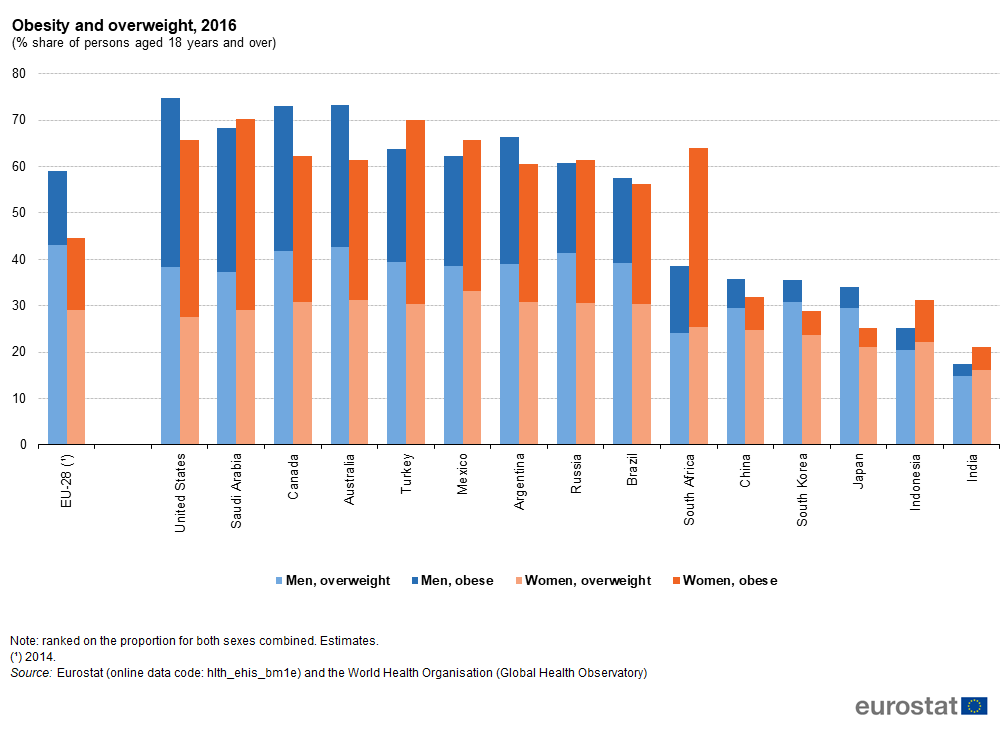 Obesity and overweight, 2016
(% share of persons aged 18 years and over)
80
70
60
50
40
30
20
10
0
EU-28 (¹)
United States
Saudi Arabia
Canada
Australia
Turkey
Mexico
Argentina
Russia
Brazil
South Africa
China
South Korea
Japan
Indonesia
India
Men, overweight Men, obese Women, overweight Women, obese
Note: ranked on the proportion for both sexes combined. Estimates.
(¹) 2014.
Source: Eurostat (online data code: hlth_ehis_bm1e) and the World Health Organisation (Global Health Observatory)
eurostat